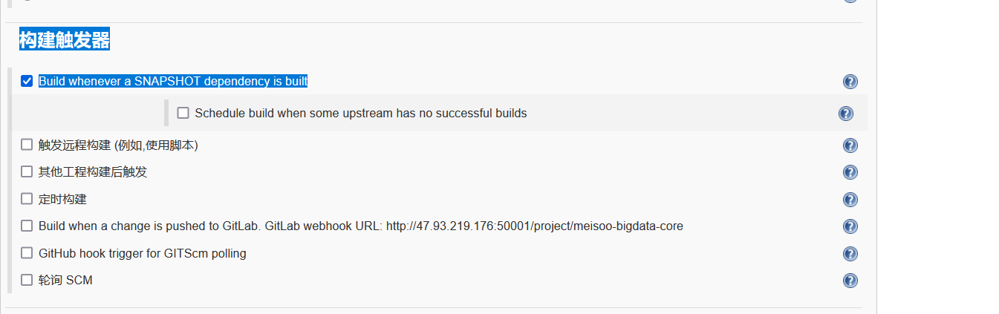 构建触发器
Build whenever a SNAPSHOT dependency is built
Schedule build when some upstream has no successful builds
触发远程构建 (例如,使用脚本)
其他工程构建后触发
定时构建
Build when a change is pushed to GitLab. GitLab webhook URL: http://47.93.219.176:50001/project/meisoo-bigdata-core
GitHub hook trigger for GITScm polling
轮询 SCM